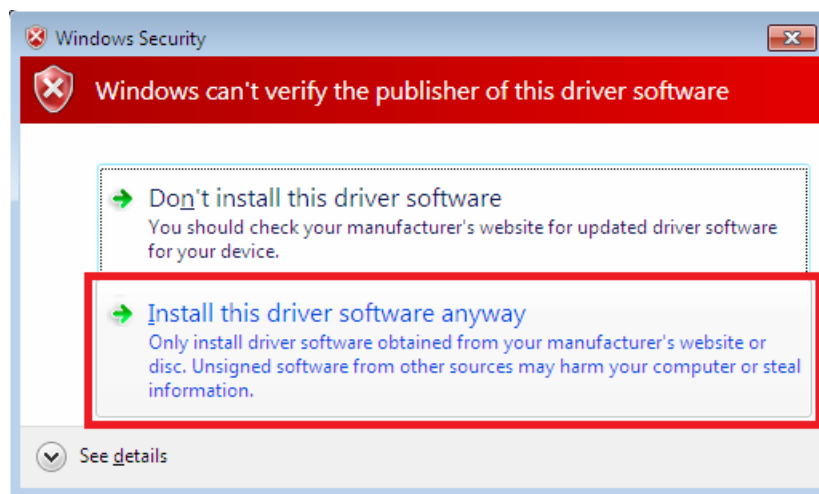 Windows Security
Windows can't verify the publisher of this driver software
Don't install this driver software
You should check your manufacturer's website for updated driver software
for your device.
Install this driver software anyway
Only install driver software obtained from your manufacturer's website or
disc. Unsigned software from other sources may harm your computer or steal
information.
See details